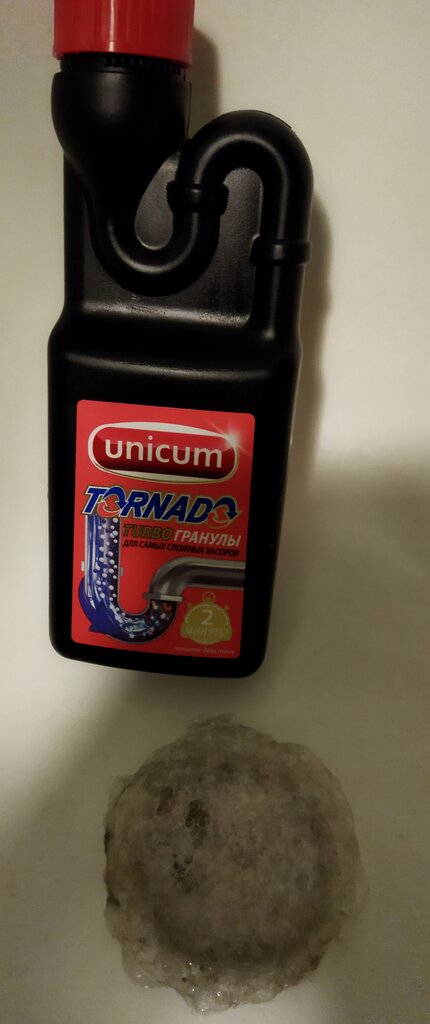 unicum
TORNADO
TURBO ГРАНУЛЫ
ДЛЯ САМЫХ СЛОЖНЫХ ЗАСОРОВ
2
МИНУТЫ